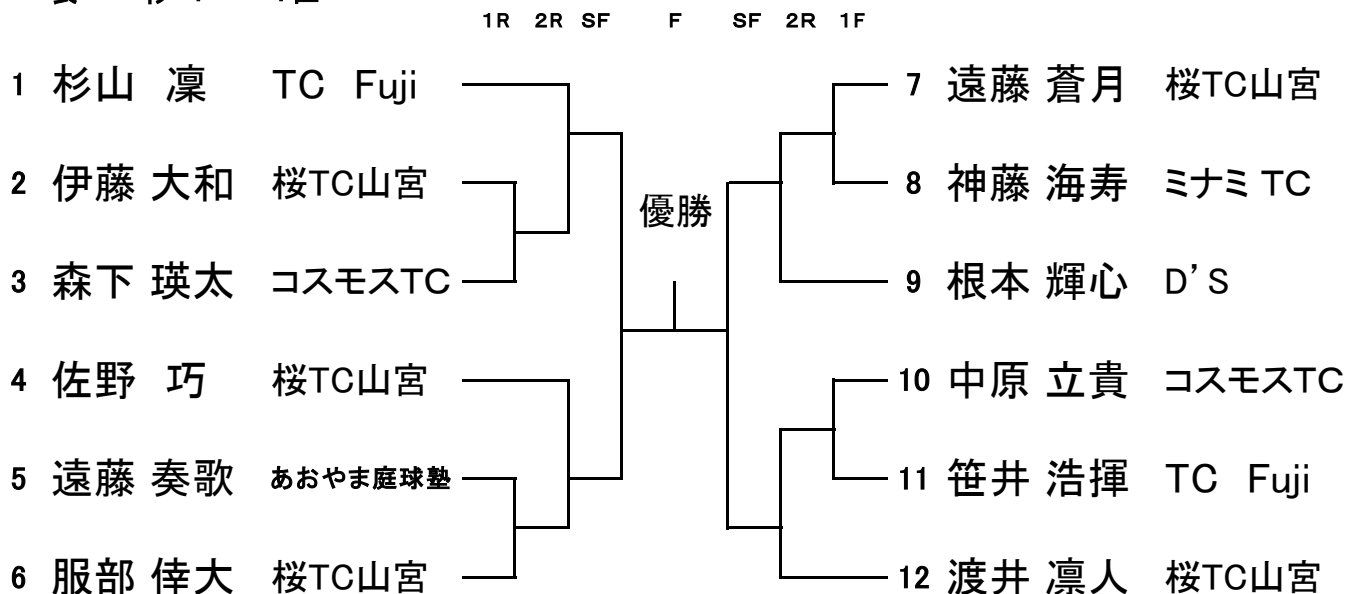 1R 2R SF F SF 2R 1F
1 杉山 凜 TC Fuji
2 伊藤 大和 桜TC山宮
3 森下 瑛太 コスモスTC
4 佐野 巧 桜TC山宮
5 遠藤 奏歌 あおやま庭球塾
6 服部 倖大 桜TC山宮
優勝
7 遠藤 蒼月 桜TC山宮
8 神藤 海寿 ミナミTC
9 根本 輝心 D'S
10 中原 立貴 コスモスTC
11 笹井 浩揮 TC Fuji
12 渡井 凛人 桜TC山宮